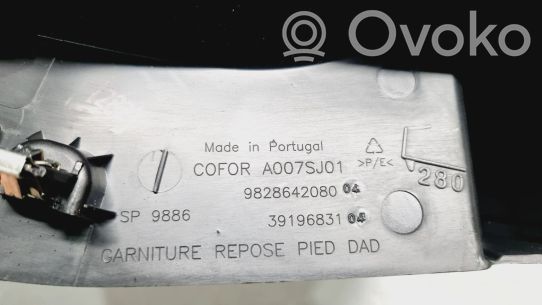 Ovoko
Made in Portugal
COFOR A007SJ01
>P/E<
280
9828642080 04
SP 9886
39196831 04
GARNITURE REPOSE PIED DAD